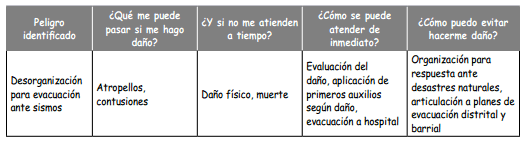 Peligro
identificado
¿Qué me puede
pasar si me hago
daño?
¿Y si no me atienden
a tiempo?
¿Cómo se puede
atender de
inmediato?
¿Cómo puedo evitar
hacerme daño?
Desorganización
para evacuación
ante sismos
Atropellos,
contusiones
Daño físico, muerte
Evaluación del
daño, aplicación de
primeros auxilios
según daño,
evacuación a hospital
Organización para
respuesta ante
desastres naturales,
articulación a planes de
evacuación distrital y
barrial